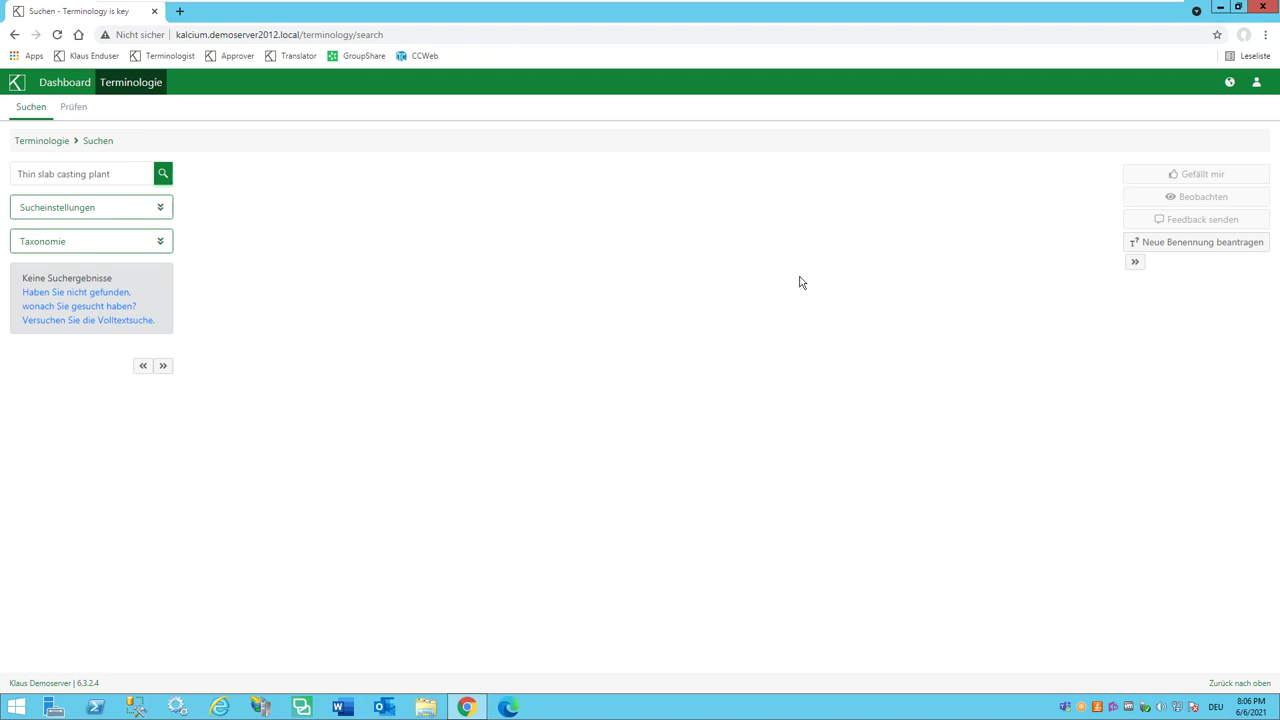 Suchen - Terminology is key
Nicht sicher | kalcium.demoserver2012.local/terminology/search
Apps Klaus Enduser Terminologist Approver Translator GroupShare CCWeb Leseliste
Dashboard Terminologie
Suchen Prüfen
Terminologie > Suchen
Thin slab casting plant
Gefällt mir
Beobachten
Sucheinstellungen
Feedback senden
Taxonomie
Neue Benennung beantragen
Keine Suchergebnisse
Haben Sie nicht gefunden,
wonach Sie gesucht haben?
Versuchen Sie die Volltextsuche.
Klaus Demoserver | 6.3.2.4
Zurück nach oben
DEU
8:06 PM
6/6/2021